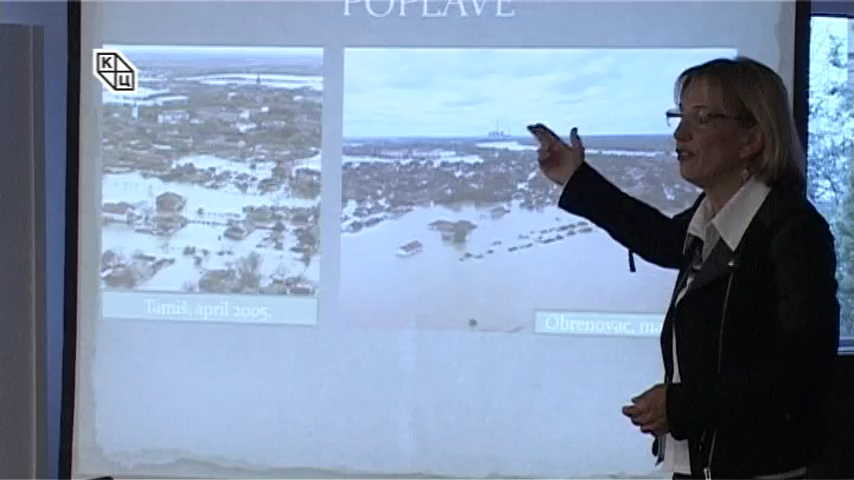 POPLAVE
К
Ц
Tamiš, april 2005.
Obrenovac, ma